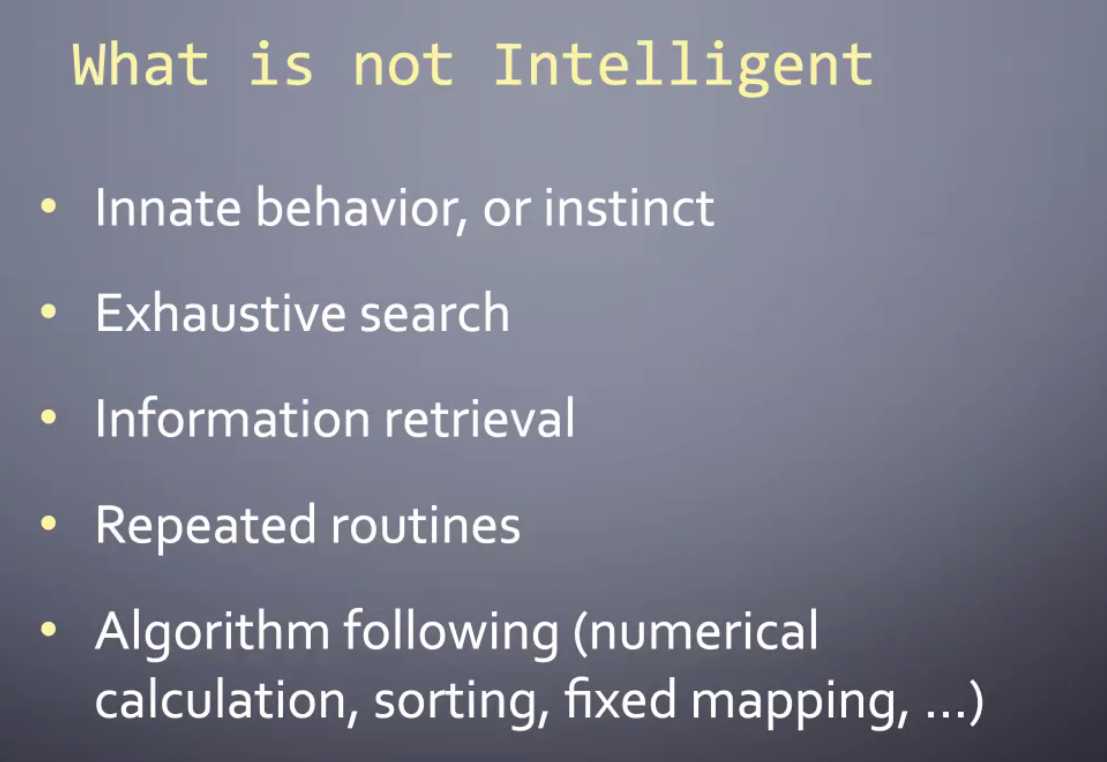 What is not Intelligent
• Innate behavior, or instinct
• Exhaustive search
• Information retrieval
• Repeated routines
• Algorithm following (numerical
calculation, sorting, fixed mapping, ...)